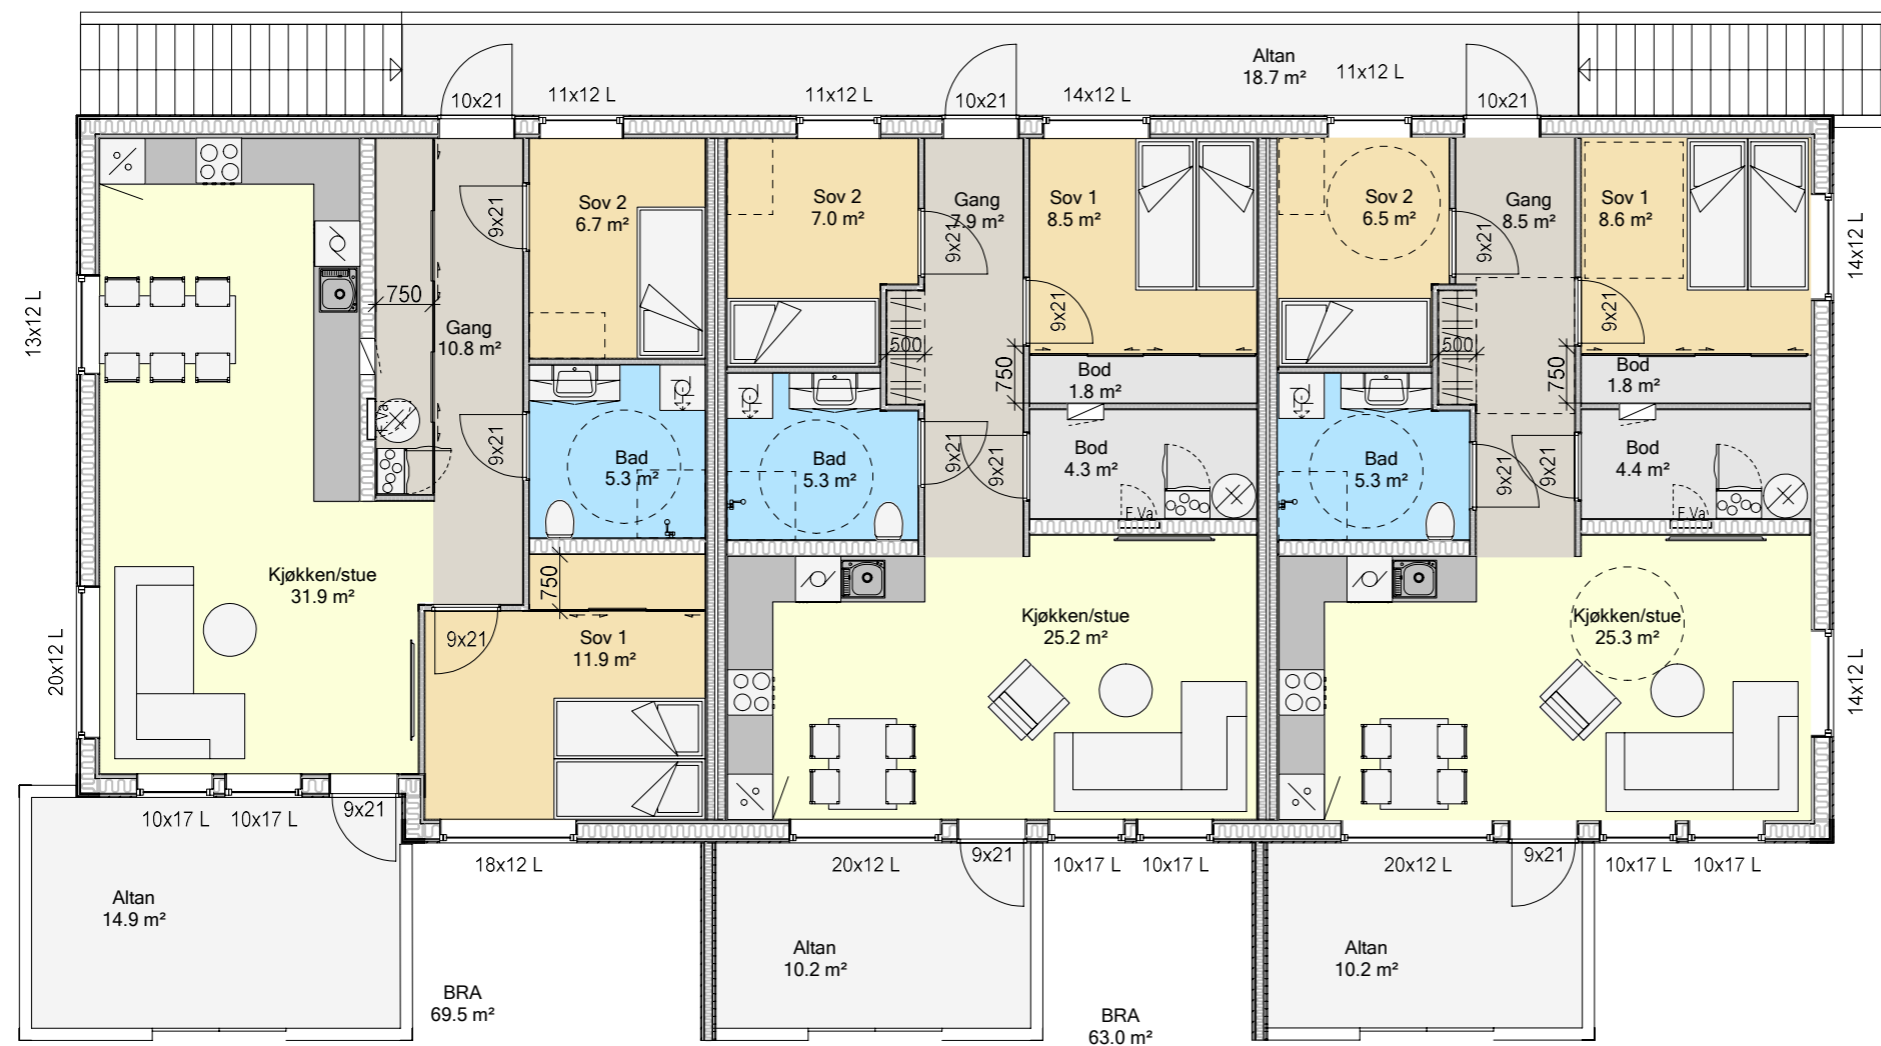 Altan
18.7 m²
11x12 L
10x21
11x12 L
11x12 L
10x21
14x12 L
10x21
Sov 2
6.7 m²
9x21
Sov 2
7.0 m²
Gang
7.9 m²
9x21
Sov 1
8.5 m²
Sov 2
6.5 m²
Gang
8.5 m²
9x21
Sov 1
8.6 m²
14x12 L
13x12 L
750
Gang
10.8 m²
9x21
9x21
500
750
Bod
1.8 m²
500
750
Bod
1.8 m²
9x21
Bad
5.3 m²
Bad
5.3 m²
9x21
9x21
Bod
4.3 m²
F.Va
Bad
5.3 m²
9x21
9x21
Bod
4.4 m²
F.Va
Kjøkken/stue
31.9 m²
750
20x12 L
9x21
Sov 1
11.9 m²
Kjøkken/stue
25.2 m²
Kjøkken/stue
25.3 m²
14x12 L
10x17 L
10x17 L
9x21
18x12 L
20x12 L
9x21
10x17 L
10x17 L
20x12 L
9x21
10x17 L
10x17 L
Altan
14.9 m²
Altan
10.2 m²
Altan
10.2 m²
BRA
69.5 m²
BRA
63.0 m²